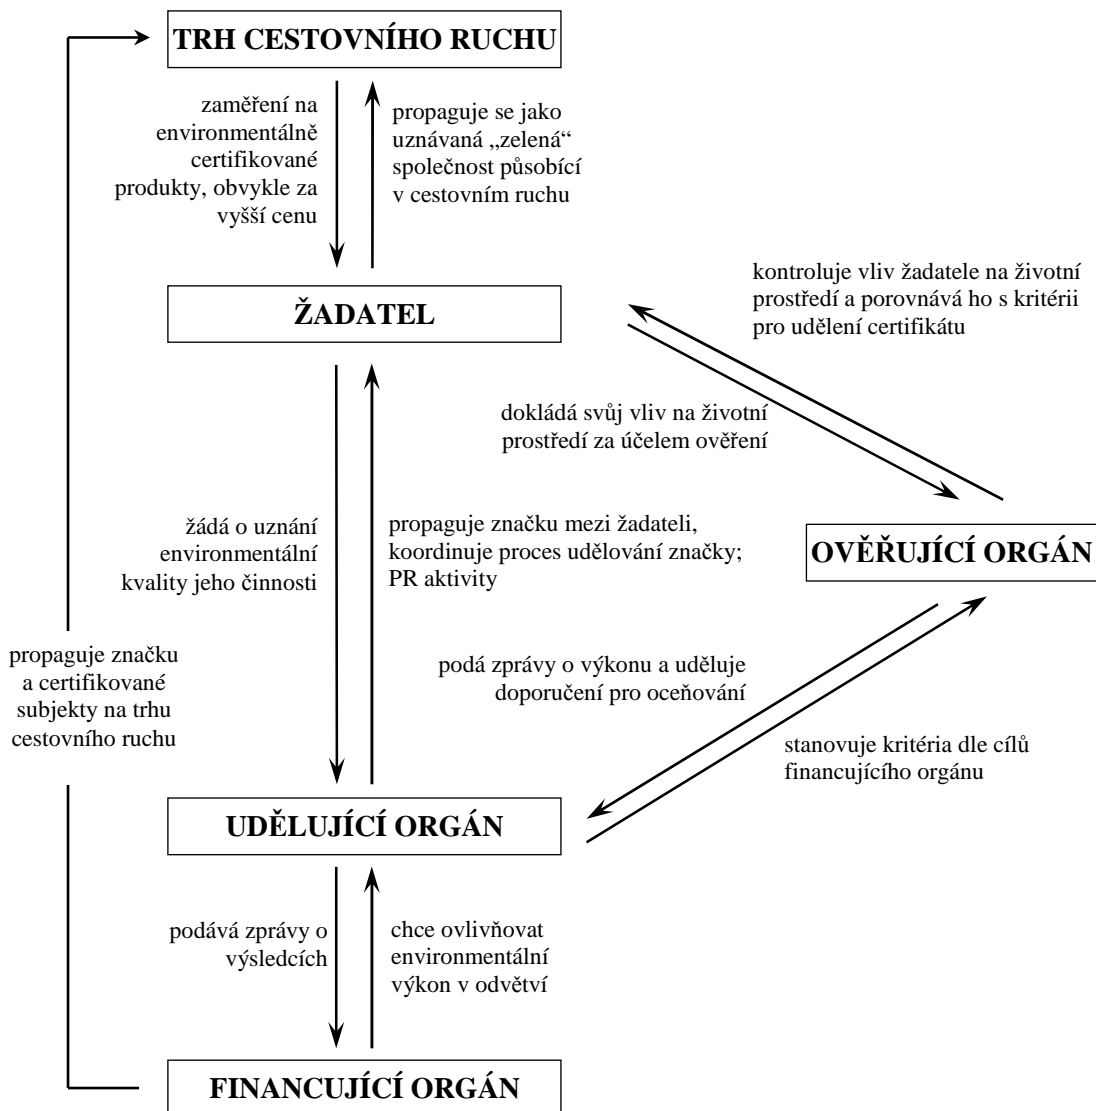 TRH CESTOVNÍHO RUCHU
zaměření na
environmentálně
certifikované
produkty, obvykle za
vyšší cenu
propaguje se jako
uznávaná „zelená“
společnost působící
v cestovním ruchu
kontroluje vliv žadatele na životní
prostředí a porovnává ho s kritérii
pro udělení certifikátu
ŽADATEL
dokládá svůj vliv na životní
prostředí za účelem ověření
žádá o uznání
environmentální
kvality jeho činnosti
propaguje značku mezi žadateli,
koordinuje proces udělování značky;
PR aktivity
OVĚŘUJÍCÍ ORGÁN
propaguje značku
a certifikované
subjekty na trhu
cestovního ruchu
podá zprávy o výkonu a uděluje
doporučení pro oceňování
stanovuje kritéria dle cílů
financujícího orgánu
UDĚLUJÍCÍ ORGÁN
podává zprávy o
výsledcích
chce ovlivňovat
environmentální
výkon v odvětví
FINANCUJÍCÍ ORGÁN